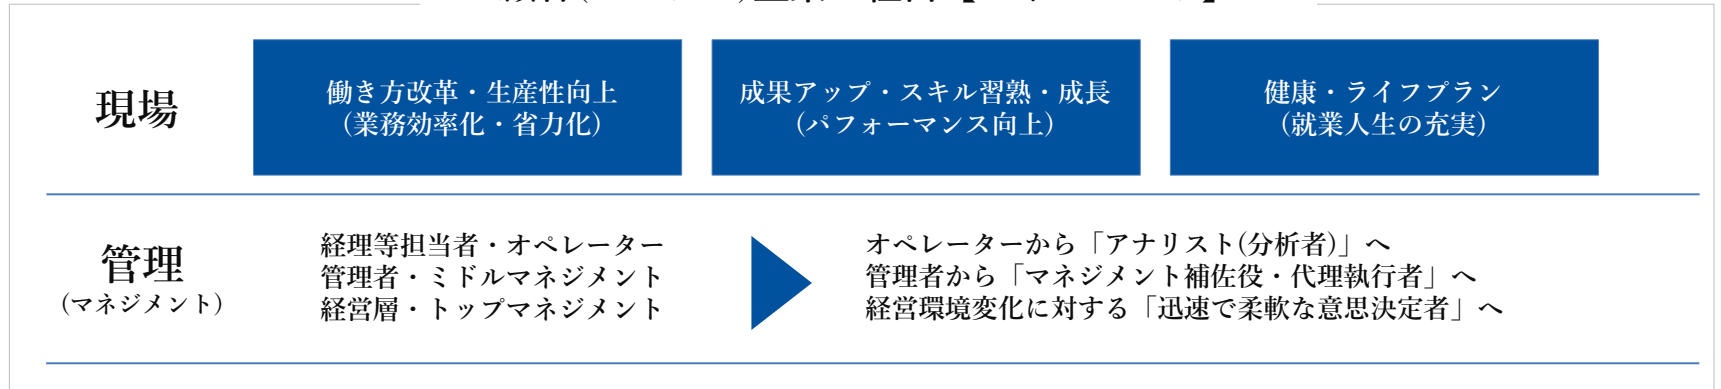 現場
働き方改革・生産性向上
(業務効率化・省力化)
成果アップ・スキル習熟・成長
(パフォーマンス向上)
健康・ライフプラン
(就業人生の充実)
管理
(マネジメント)
経理等担当者・オペレーター
管理者・ミドルマネジメント
経営層・トップマネジメント
オペレーターから「アナリスト(分析者)」へ
管理者から「マネジメント補佐役・代理執行者」へ
経営環境変化に対する「迅速で柔軟な意思決定者」へ